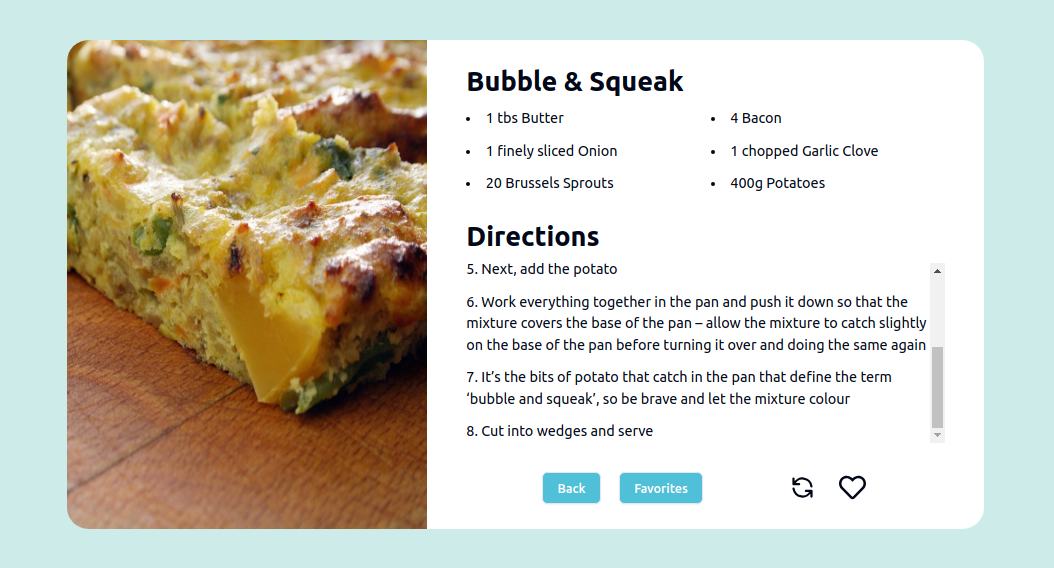 Bubble & Squeak
1 tbs Butter
4 Bacon
1 finely sliced Onion
1 chopped Garlic Clove
20 Brussels Sprouts
400g Potatoes
Directions
5. Next, add the potato
6. Work everything together in the pan and push it down so that the
mixture covers the base of the pan – allow the mixture to catch slightly
on the base of the pan before turning it over and doing the same again
7. It’s the bits of potato that catch in the pan that define the term
‘bubble and squeak’, so be brave and let the mixture colour
8. Cut into wedges and serve
Back
Favorites